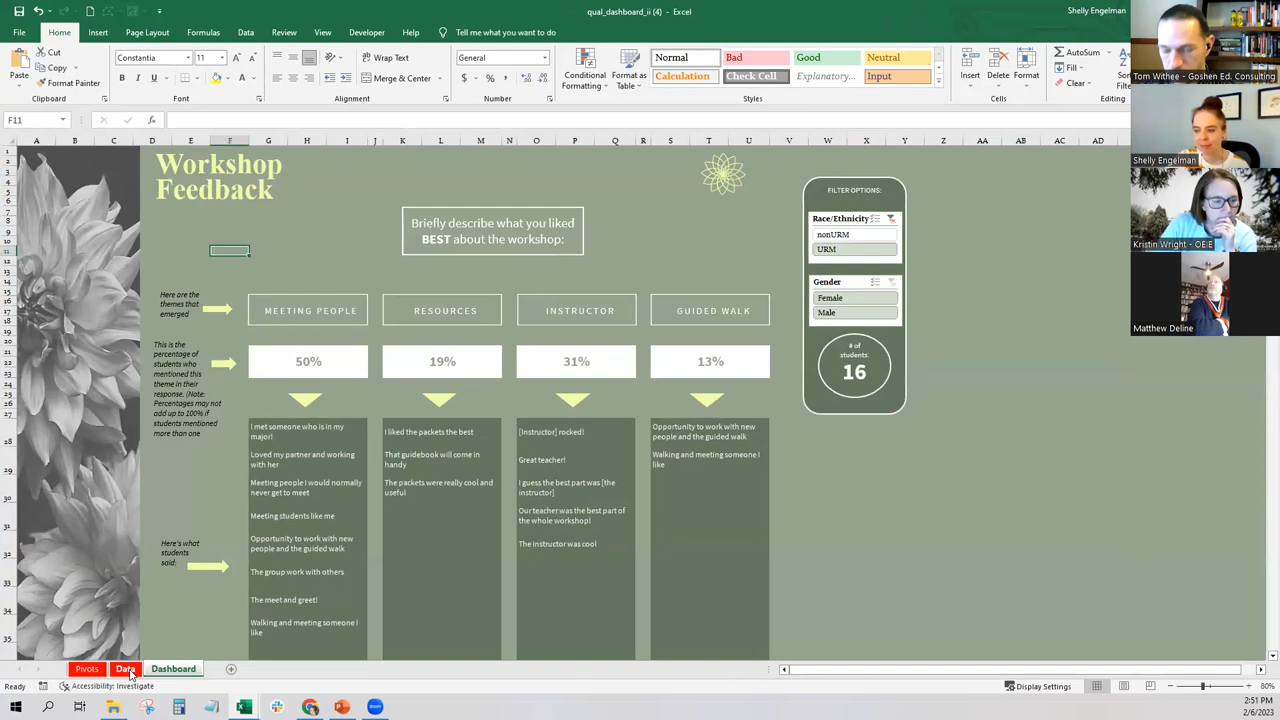 qual_dashboard_ii (4) - Excel
Shelly Engelman
File Home Insert Page Layout Formulas Data Review View Developer Help Tell me what you want to do
Paste
Cut
Copy
Format Painter
Clipboard
Constantia 11
B I U
Font
Wrap Text
Merge & Center
Alignment
General
Number
Conditional Formatting
Format as Table
Normal Bad Good Neutral
Calculation Check Cell Explanatory... Input
Styles
Insert Delete Format
Cells
AutoSum
Fill
Clear
Editing
Tom Withee - Goshen Ed. Consulting
Shelly Engelman
Kristin Wright - OEIE
Matthew Deline
F11
fx
A B C D E F G H I J K L M N O P Q R S T U V W X Y Z AA AB AC AD
Workshop
Feedback
Briefly describe what you liked
BEST about the workshop:
FILTER OPTIONS:
Race/Ethnicity
nonURM
URM
Gender
Female
Male
# of
students:
16
Here are the
themes that
emerged
MEETING PEOPLE RESOURCES INSTRUCTOR GUIDED WALK
This is the
percentage of
students who
mentioned this
theme in their
response. (Note:
Percentages may not
add up to 100% if
students mentioned
more than one
50% 19% 31% 13%
Here's what
students
said:
I met someone who is in my
major!
Loved my partner and working
with her
Meeting people I would normally
never get to meet
Meeting students like me
Opportunity to work with new
people and the guided walk
The group work with others
The meet and greet!
Walking and meeting someone I
like
I liked the packets the best
That guidebook will come in
handy
The packets were really cool and
useful
[Instructor] rocked!
Great teacher!
I guess the best part was [the
instructor]
Our teacher was the best part of
the whole workshop!
The instructor was cool
Opportunity to work with new
people and the guided walk
Walking and meeting someone I
like
28
29
30
31
32
33
34
35
Pivots Data Dashboard
Ready Accessibility: Investigate
Display Settings
80%
2:51 PM
2/6/2023